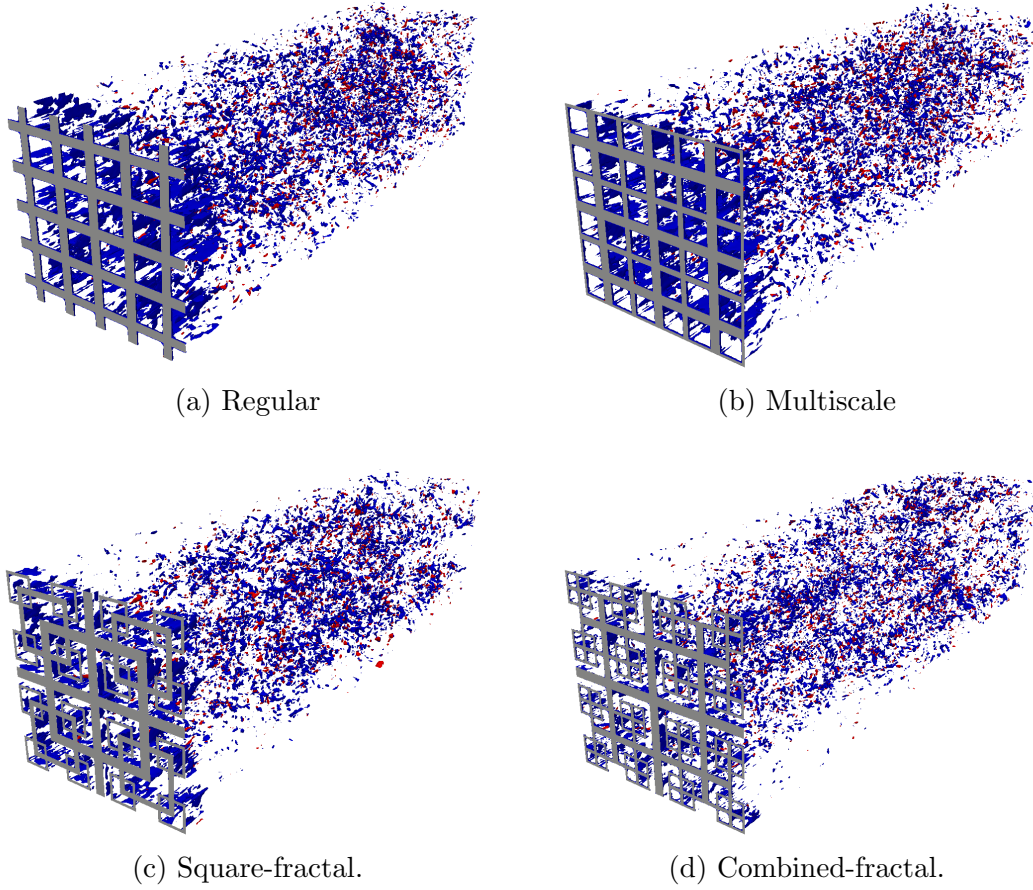 (a) Regular
(b) Multiscale
(c) Square-fractal.
(d) Combined-fractal.